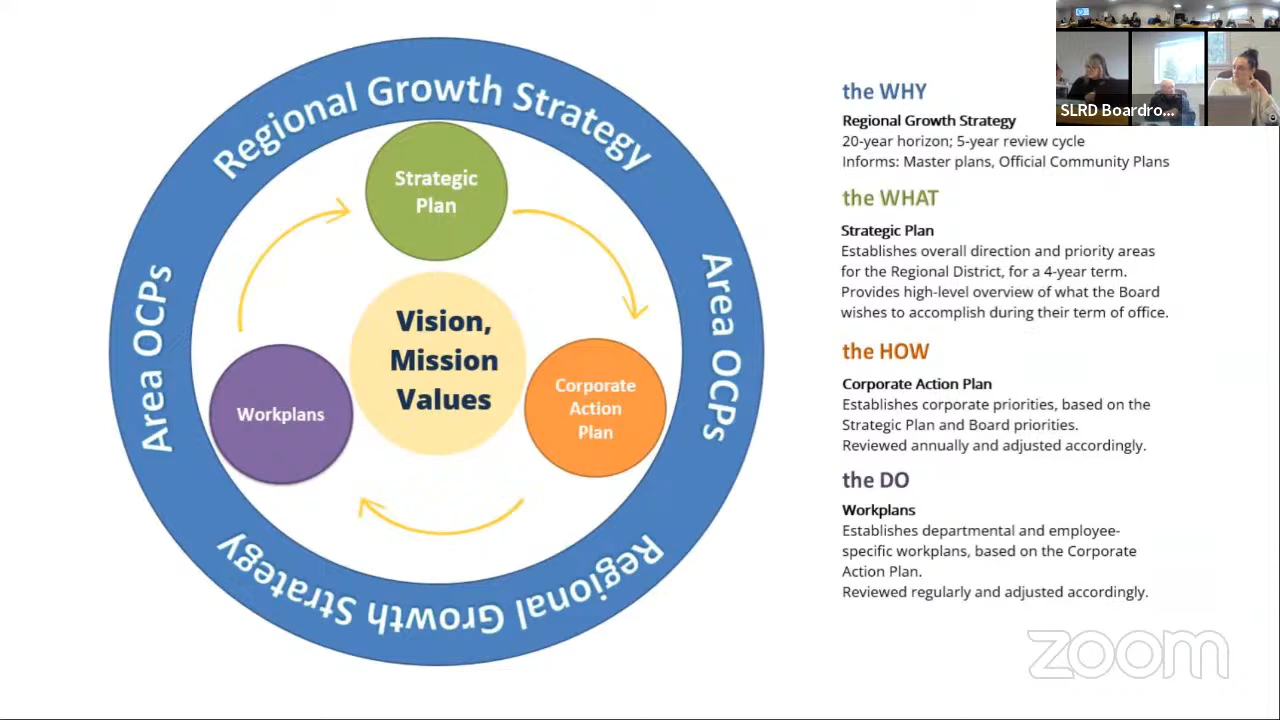 Regional Growth Strategy
Area OCPs
Area OCPs
Regional Growth Strategy
Strategic
Plan
Vision,
Mission
Values
Corporate
Action
Plan
Workplans
the WHY
Regional Growth Strategy
20-year horizon; 5-year review cycle
Informs: Master plans, Official Community Plans
the WHAT
Strategic Plan
Establishes overall direction and priority areas
for the Regional District, for a 4-year term.
Provides high-level overview of what the Board
wishes to accomplish during their term of office.
the HOW
Corporate Action Plan
Establishes corporate priorities, based on the
Strategic Plan and Board priorities.
Reviewed annually and adjusted accordingly.
the DO
Workplans
Establishes departmental and employee-
specific workplans, based on the Corporate
Action Plan.
Reviewed regularly and adjusted accordingly.
SLRD Boardro...
zoom